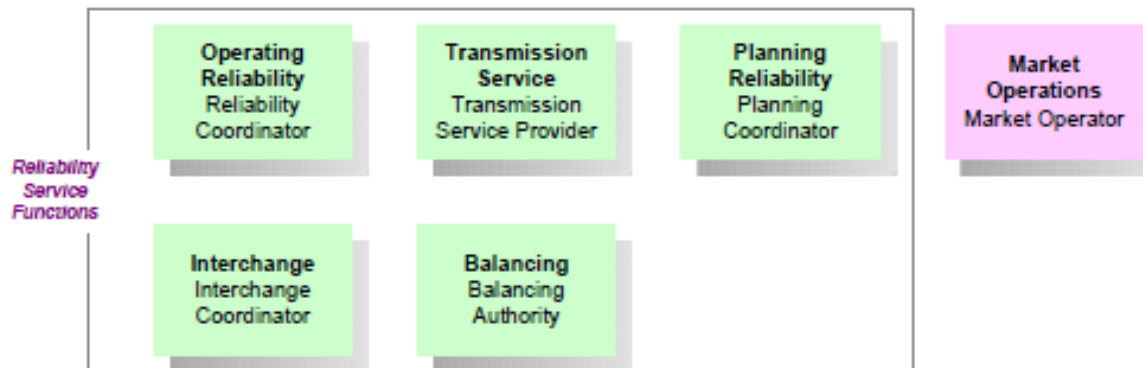 Operating
Reliability
Reliability
Coordinator
Transmission
Service
Transmission
Service Provider
Planning
Reliability
Planning
Coordinator
Market
Operations
Market Operator
Reliability
Service
Functions
Interchange
Interchange
Coordinator
Balancing
Balancing
Authority